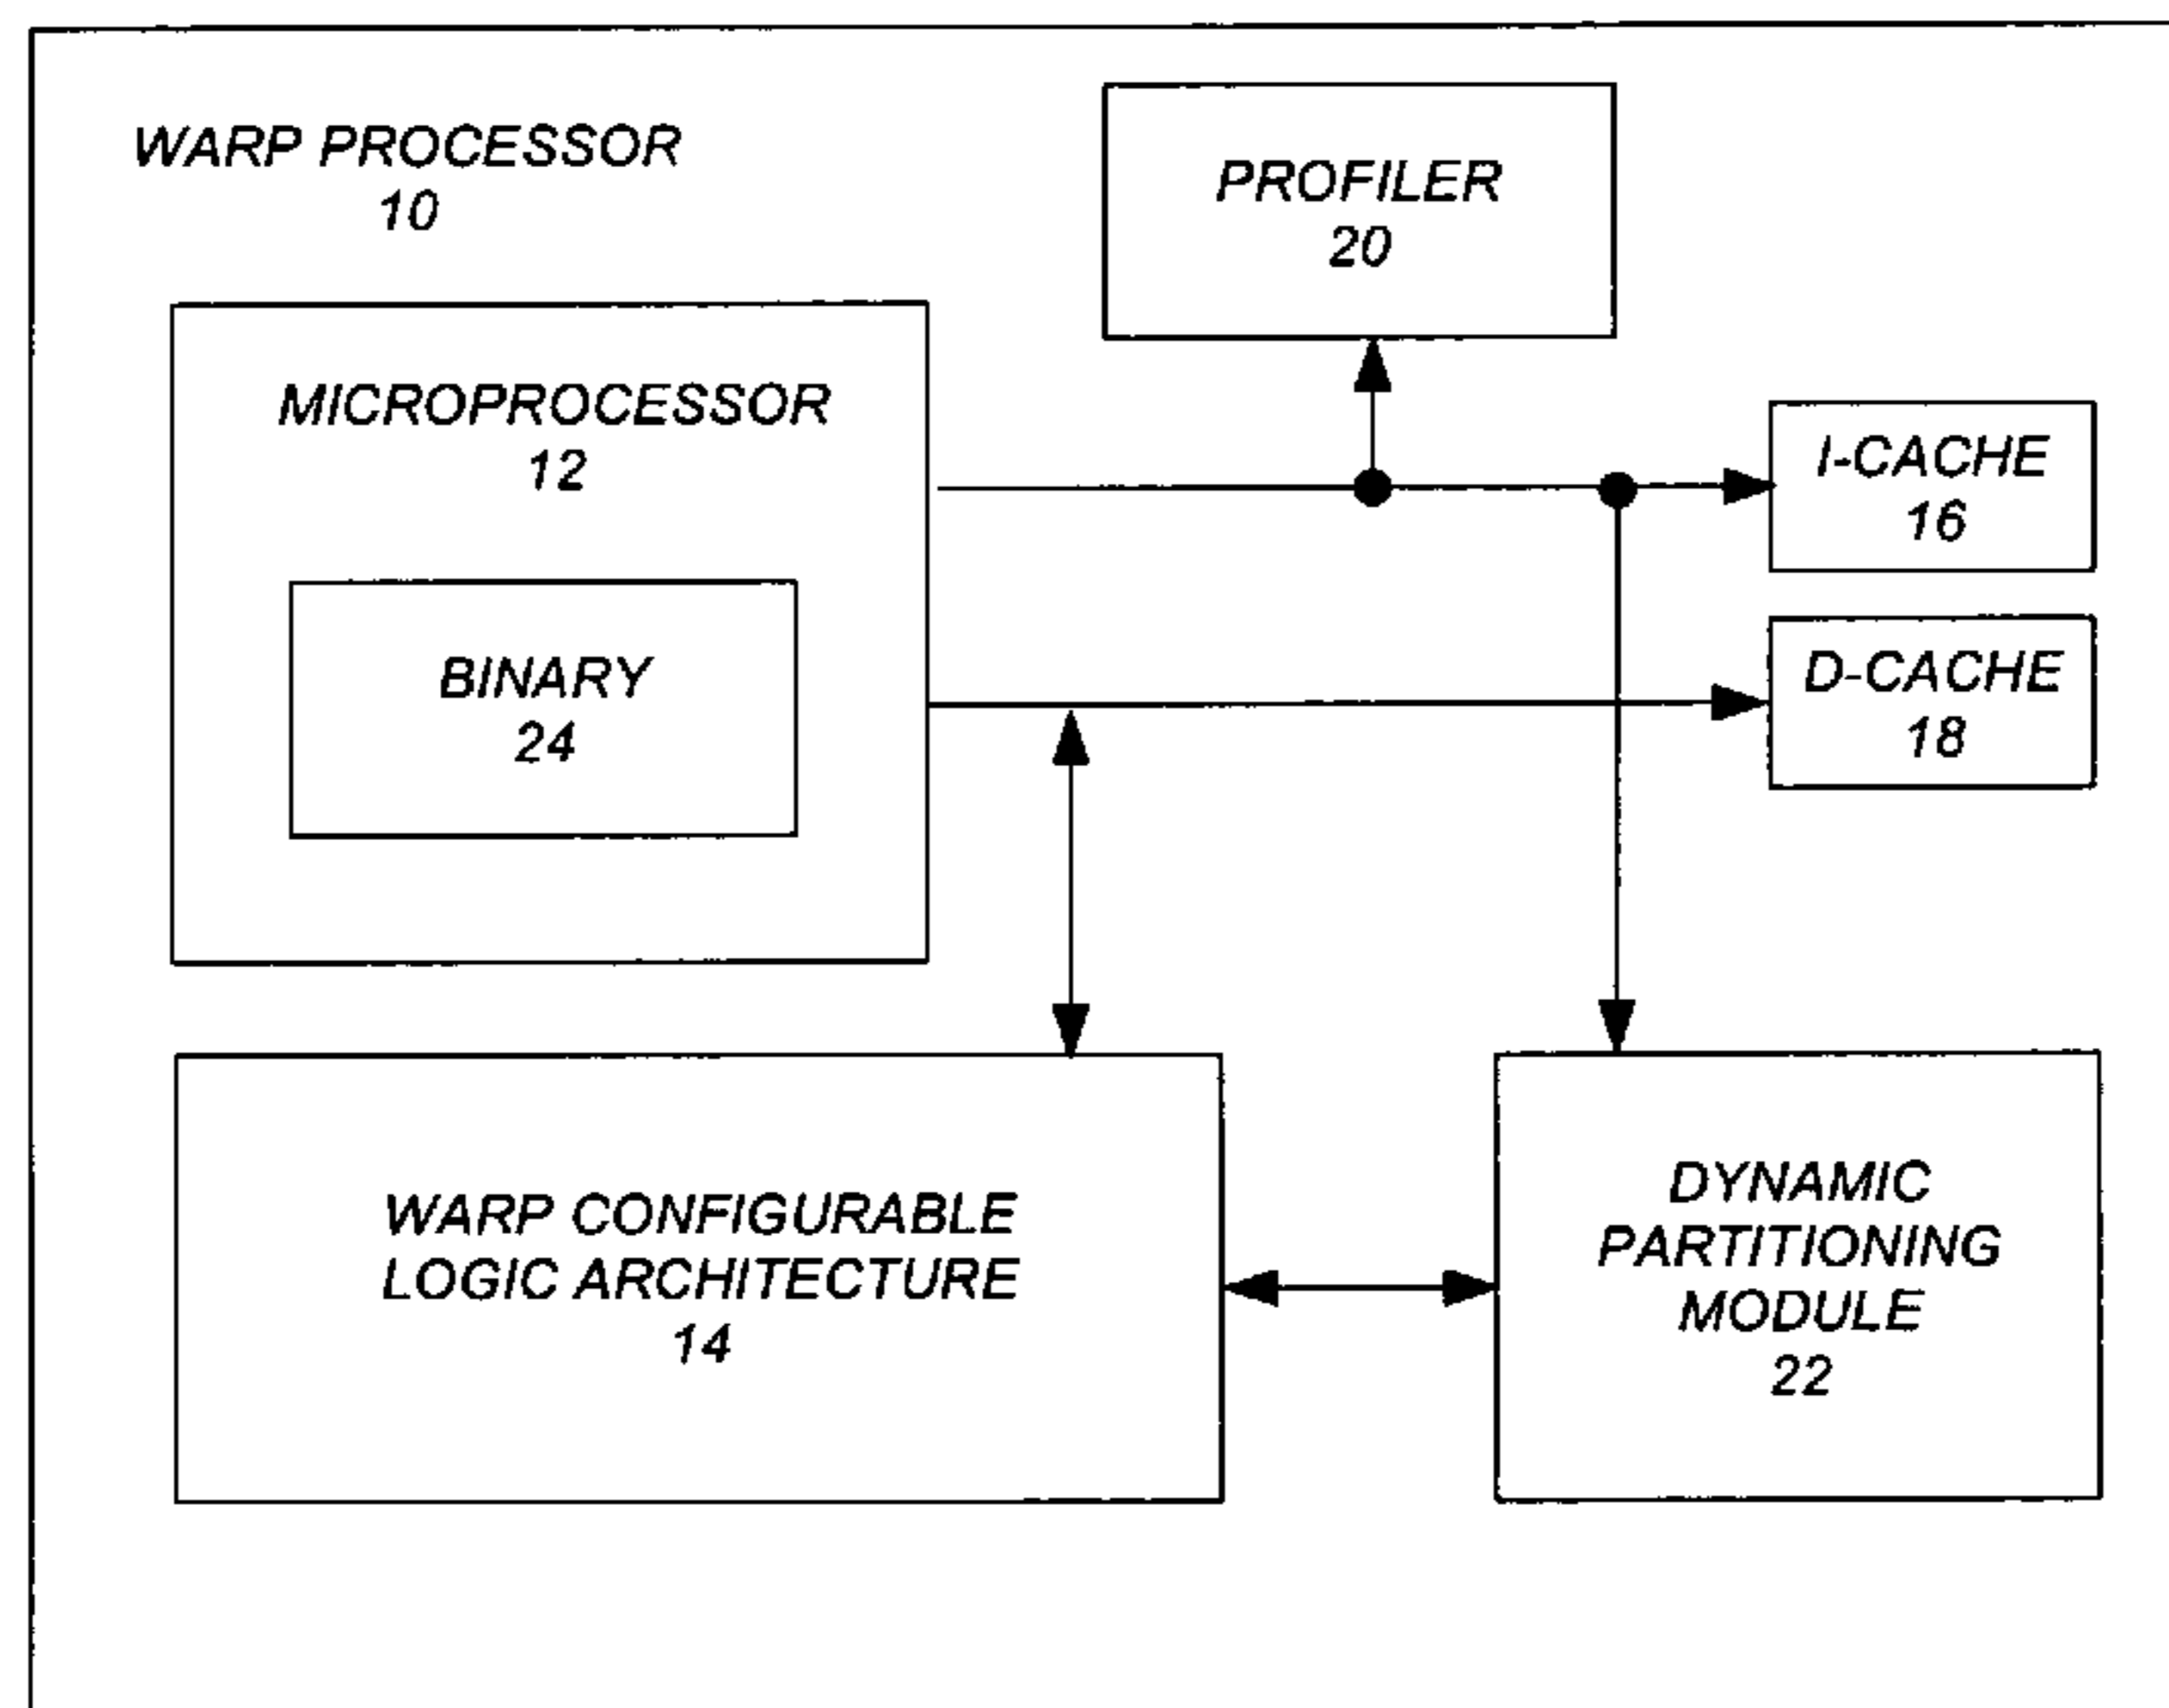 WARP PROCESSOR
10
PROFILER
20
MICROPROCESSOR
12
I-CACHE
16
BINARY
24
D-CACHE
18
WARP CONFIGURABLE
LOGIC ARCHITECTURE
14
DYNAMIC
PARTITIONING
MODULE
22